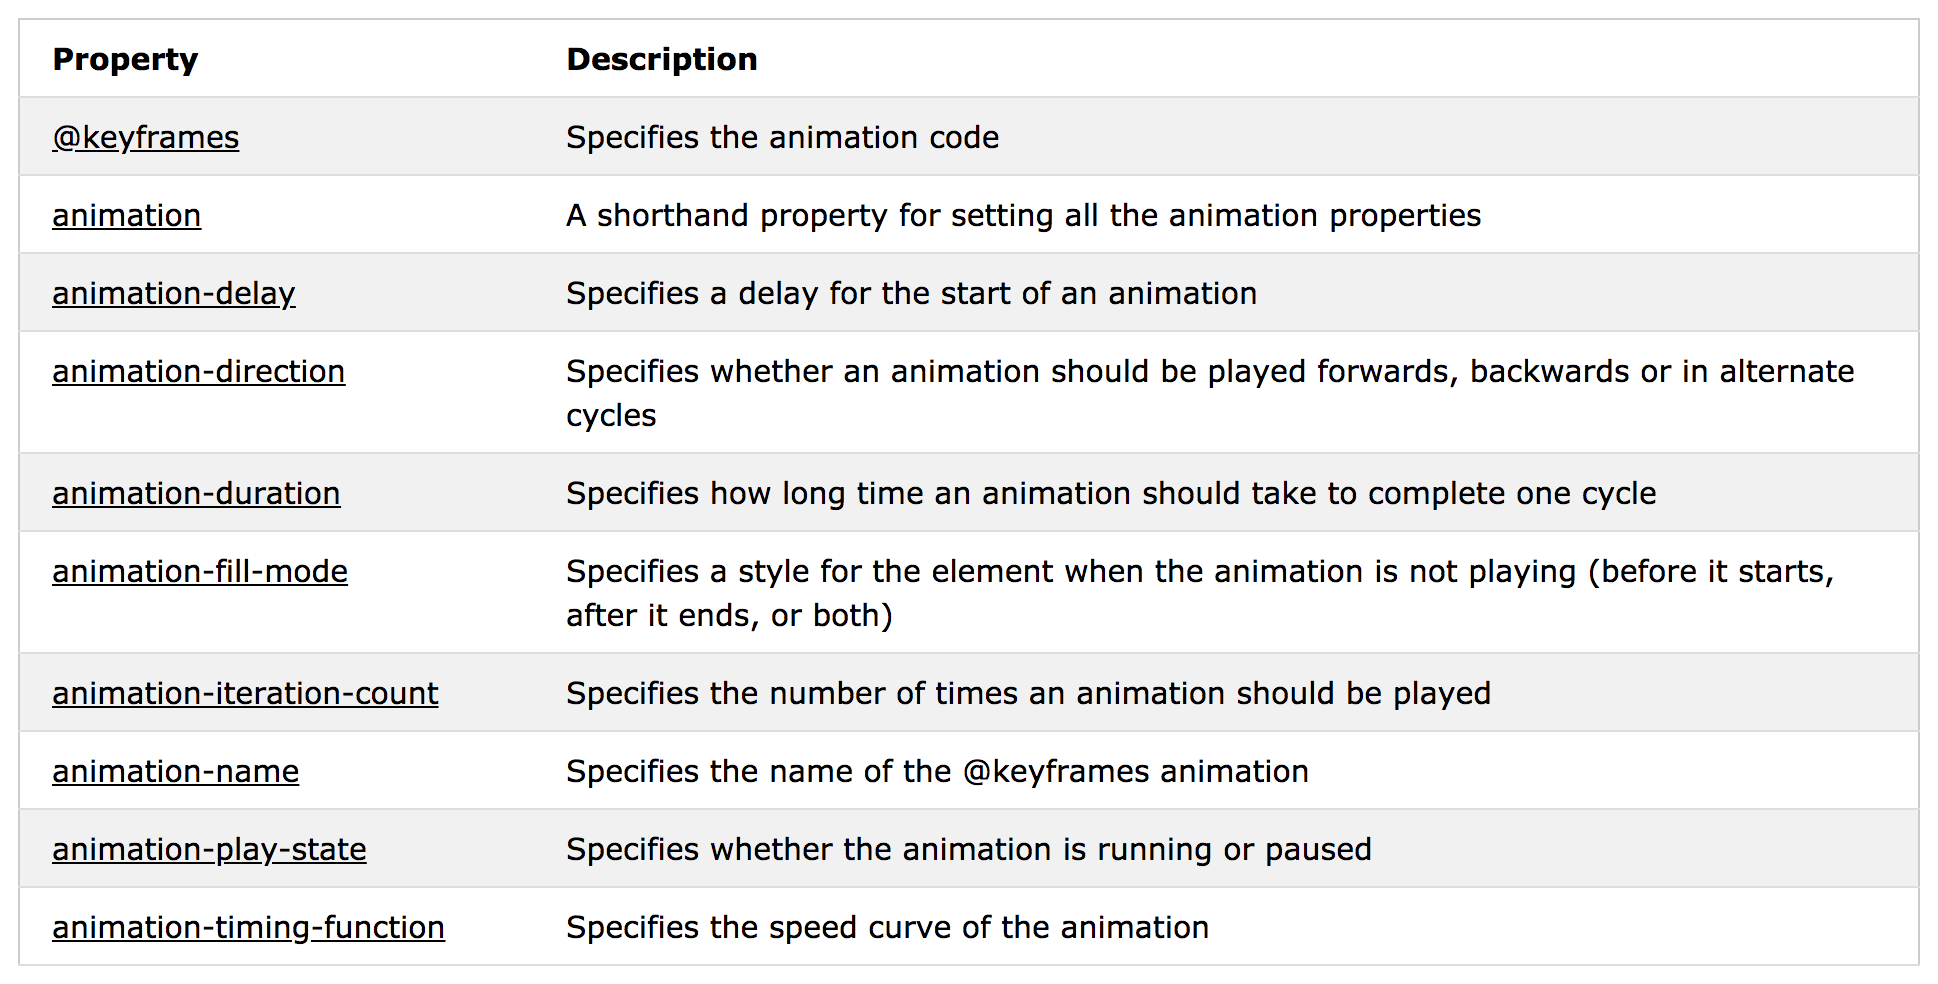 Property Description
@keyframes Specifies the animation code
animation A shorthand property for setting all the animation properties
animation-delay Specifies a delay for the start of an animation
animation-direction Specifies whether an animation should be played forwards, backwards or in alternate
cycles
animation-duration Specifies how long time an animation should take to complete one cycle
animation-fill-mode Specifies a style for the element when the animation is not playing (before it starts,
after it ends, or both)
animation-iteration-count Specifies the number of times an animation should be played
animation-name Specifies the name of the @keyframes animation
animation-play-state Specifies whether the animation is running or paused
animation-timing-function Specifies the speed curve of the animation